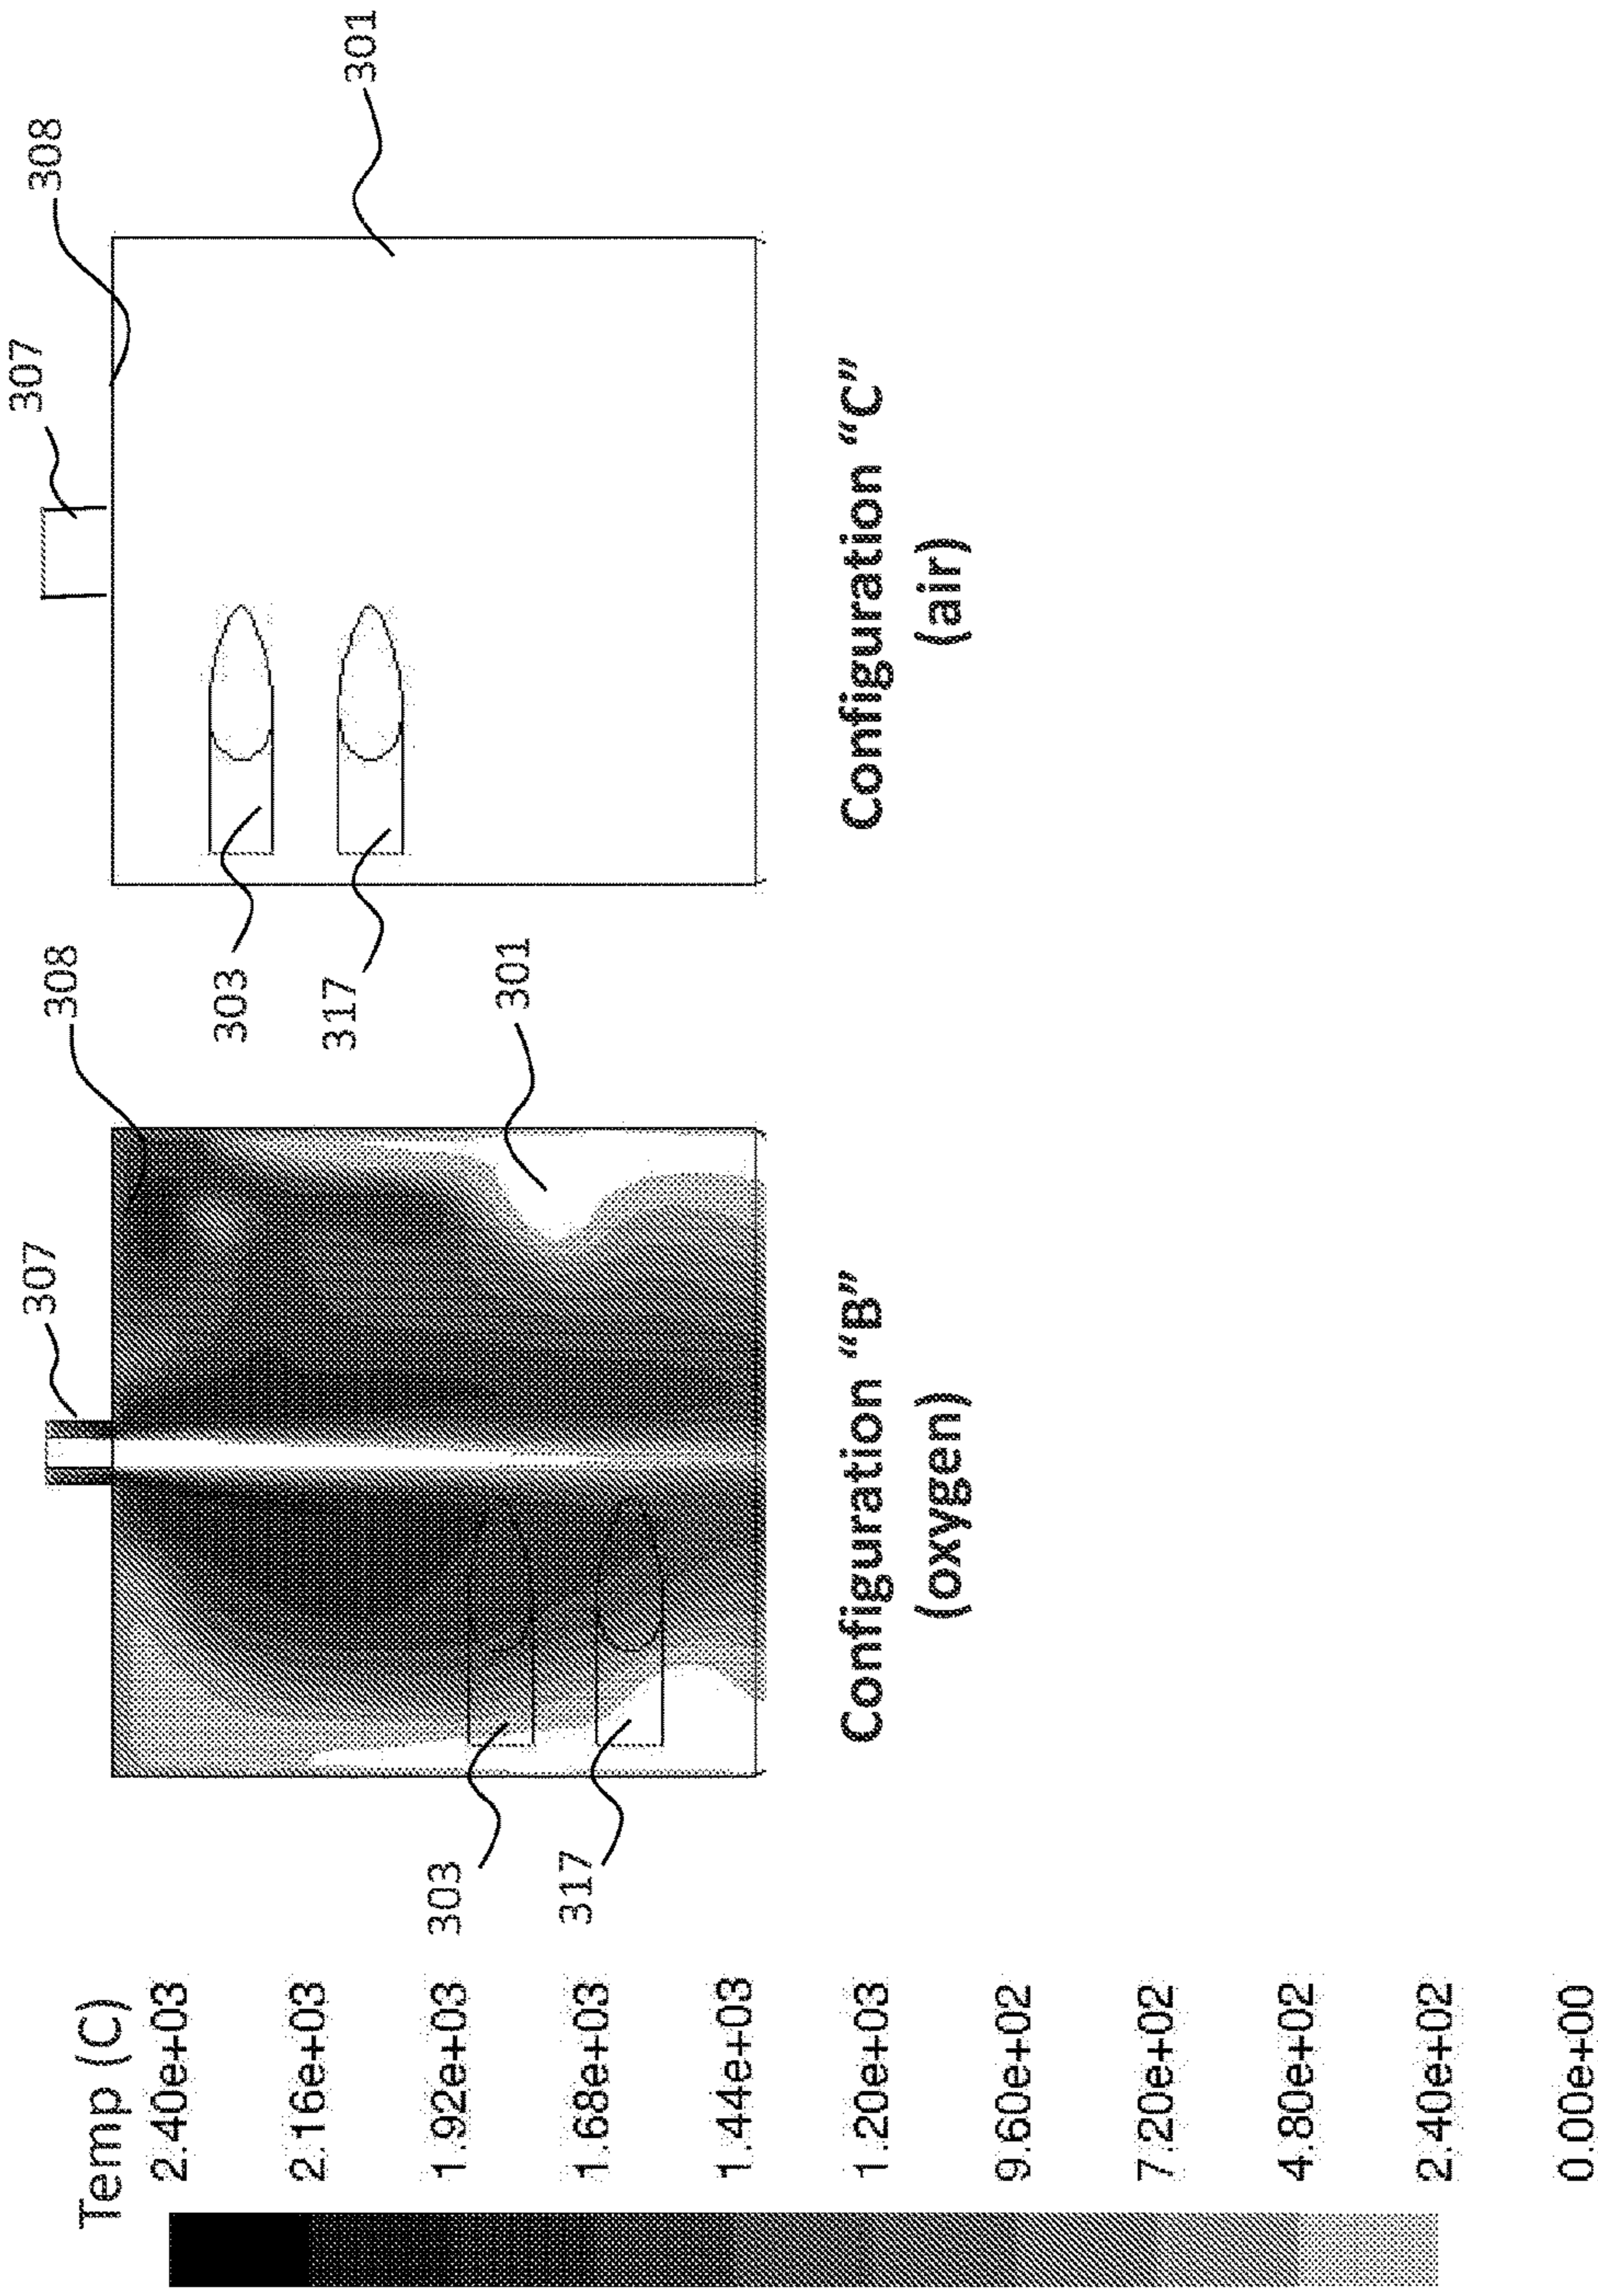 Temp (C)
2.40e+03
2.16e+03
1.92e+03
1.68e+03
1.44e+03
1.20e+03
9.60e+02
7.20e+02
4.80e+02
2.40e+02
0.00e+00
307
308
303
317
301
Configuration “B”
(oxygen)
307
308
303
317
301
Configuration “C”
(air)